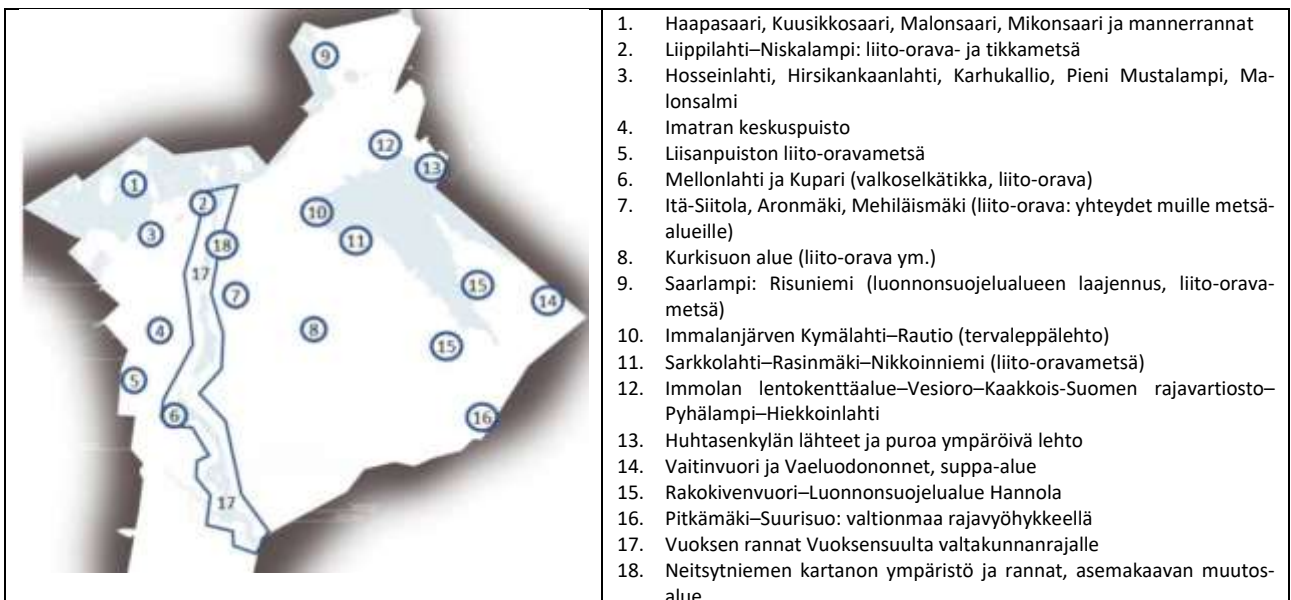 1. Haapasaari, Kuusikkosaari, Malonsaari, Mikonsaari ja mannerrannat
2. Liippilahti–Niskalampi: liito-orava- ja tikkametsä
3. Hosseinlahti, Hirsikankaanlahti, Karhukallio, Pieni Mustalampi, Ma-
lonsalmi
4. Imatran keskuspuisto
5. Liisanpuiston liito-oravametsä
6. Mellonlahti ja Kupari (valkoselkätikka, liito-orava)
7. Itä-Siitola, Aronmäki, Mehiläismäki (liito-orava: yhteydet muille metsä-
alueille)
8. Kurkisuon alue (liito-orava ym.)
9. Saarlampi: Risuniemi (luonnonsuojelualueen laajennus, liito-orava-
metsä)
10. Immalanjärven Kymälahti–Rautio (tervaleppälehto)
11. Sarkkolahti–Rasinmäki–Nikkoinniemi (liito-oravametsä)
12. Immolan lentokenttäalue–Vesioro–Kaakkois-Suomen rajavartiosto–
Pyhälampi–Hiekkoinlahti
13. Huhtasenkylän lähteet ja puroa ympäröivä lehto
14. Vaitinvuori ja Vaeluodononnet, suppa-alue
15. Rakokivenvuori–Luonnonsuojelualue Hannola
16. Pitkämäki–Suurisuo: valtionmaa rajavyöhykkeellä
17. Vuoksen rannat Vuoksensuulta valtakunnanrajalle
18. Neitsytniemen kartanon ympäristö ja rannat, asemakaavan muutos-
alue
9
12
13
1
2
10
3
18
11
17
15
7
14
4
8
15
5
6
16
17